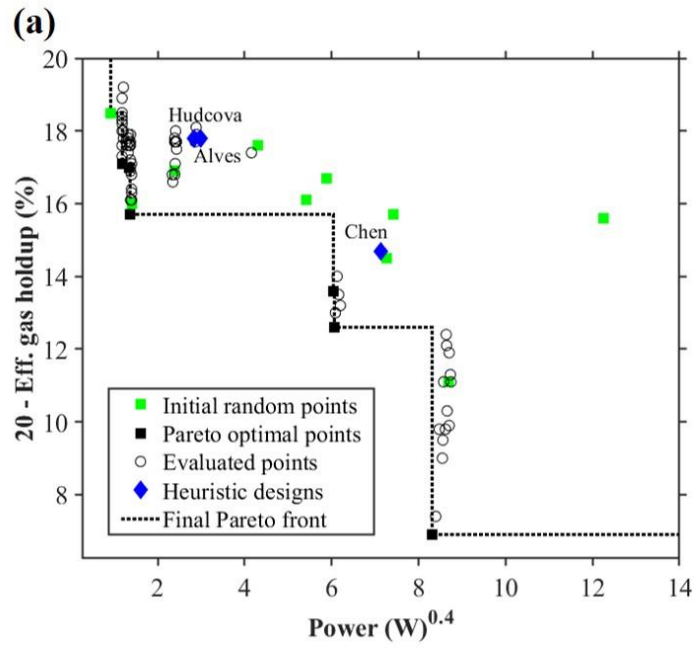 (a)
20
18
16
14
12
10
8
20 - Eff. gas holdup (%)
Hudcova
Alves
Chen
Initial random points
Pareto optimal points
Evaluated points
Heuristic designs
Final Pareto front
2 4 6 8 10 12 14
Power (W)^0.4